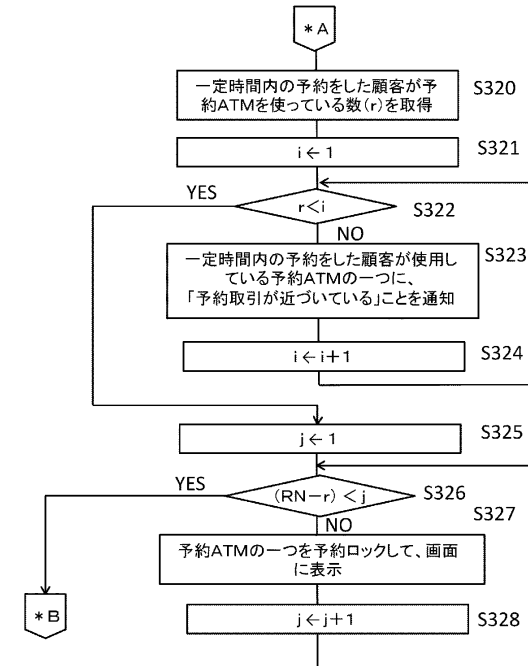 *A
一定時間内の予約をした顧客が予
約ATMを使っている数(r)を取得
S320
i←1
S321
YES
r<i
S322
NO
一定時間内の予約をした顧客が使用し
ている予約ATMの一つに、
「予約取引が近づいている」ことを通知
S323
i←i+1
S324
j←1
S325
YES
(RN-r)<j
S326
NO
S327
予約ATMの一つを予約ロックして、画面
に表示
*B
j←j+1
S328